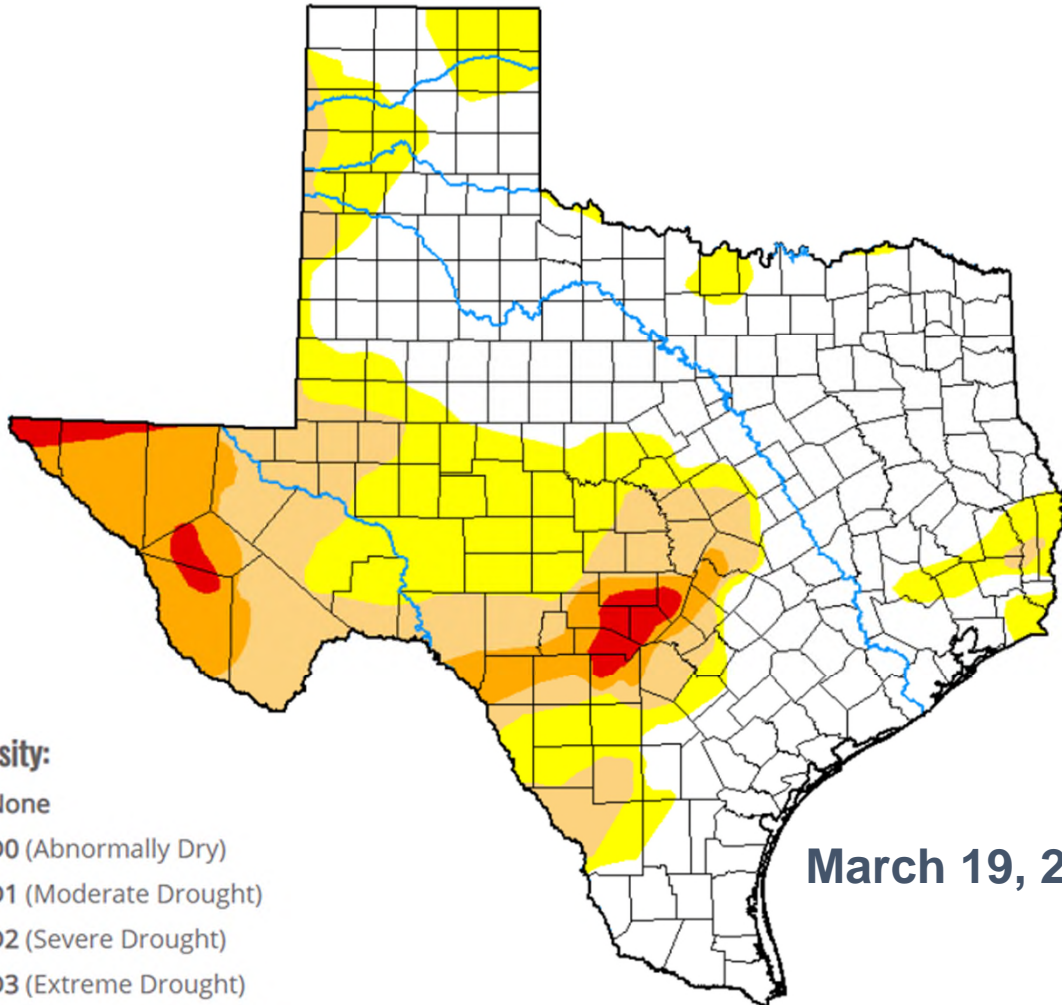 sity:
None
D0 (Abnormally Dry)
D1 (Moderate Drought)
D2 (Severe Drought)
D3 (Extreme Drought)
March 19, 2